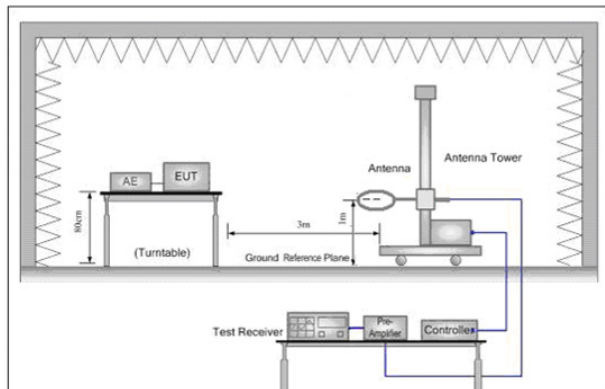 Antenna Tower
Antenna
AE
EUT
80cm
(Turntable)
3m
1m
Ground Reference Plane
Test Receiver
Pre-
Amplifier
Controller